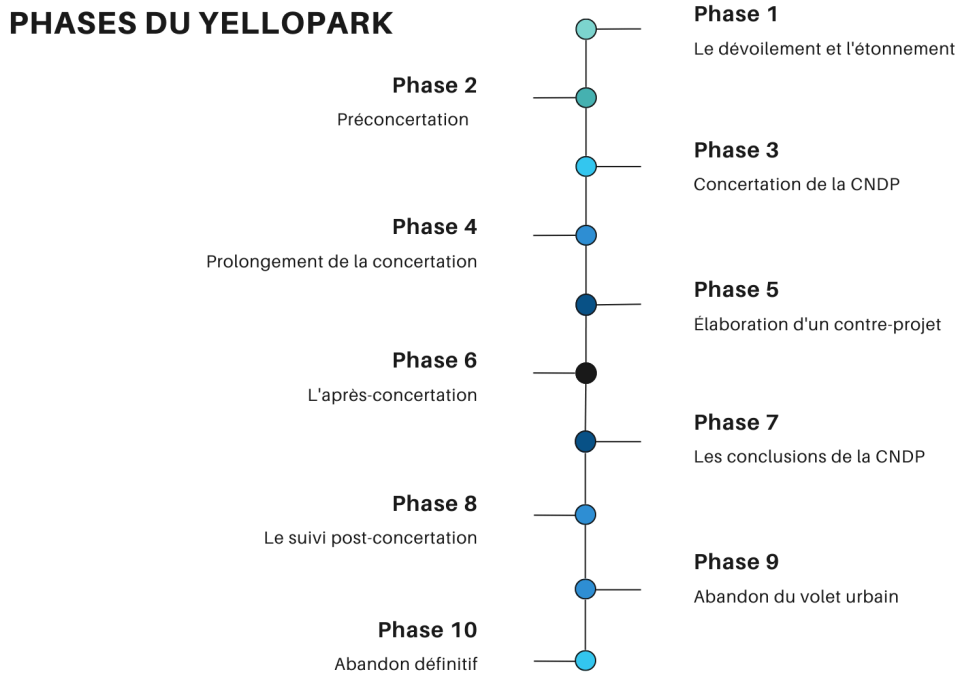 PHASES DU YELLOPARK
Phase 1
Le dévoilement et l'étonnement
Phase 2
Préconcertation
Phase 3
Concertation de la CNDP
Phase 4
Prolongement de la concertation
Phase 5
Élaboration d'un contre-projet
Phase 6
L'après-concertation
Phase 7
Les conclusions de la CNDP
Phase 8
Le suivi post-concertation
Phase 9
Abandon du volet urbain
Phase 10
Abandon définitif